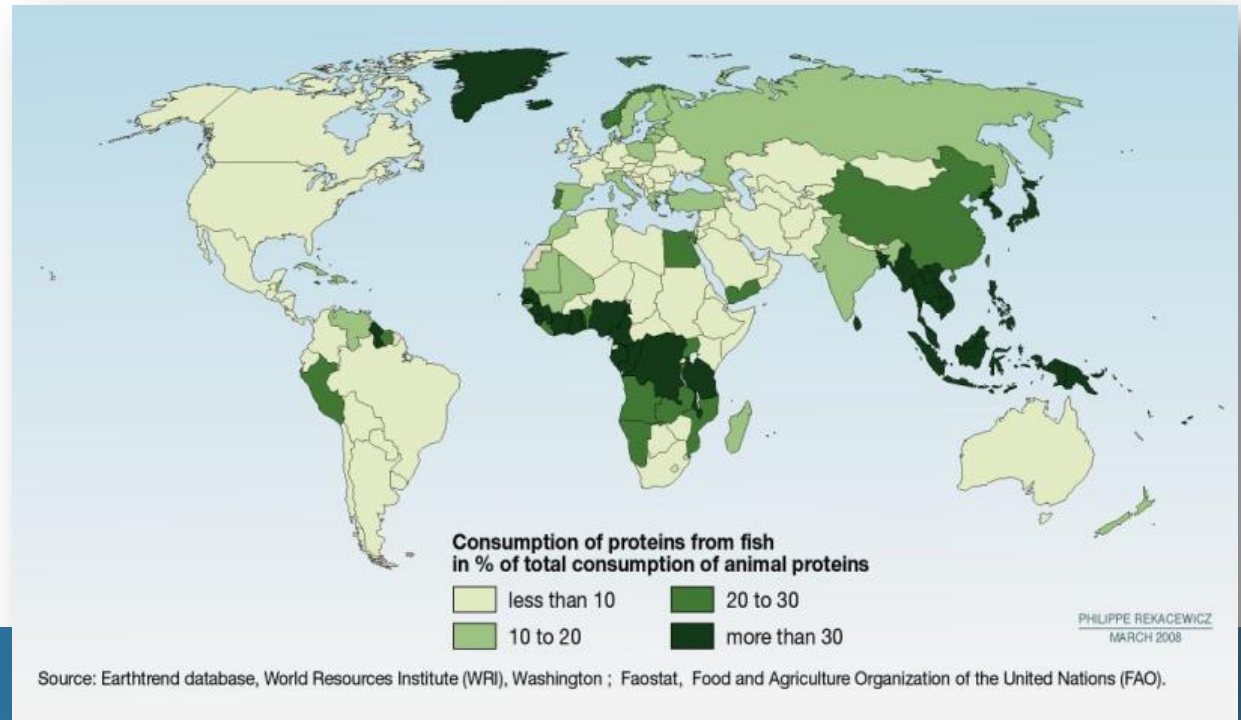 Consumption of proteins from fish
in % of total consumption of animal proteins
less than 10
20 to 30
10 to 20
more than 30
PHILIPPE REKACEWICZ
MARCH 2008
Source: Earthtrend database, World Resources Institute (WRI), Washington ; Faostat, Food and Agriculture Organization of the United Nations (FAO).